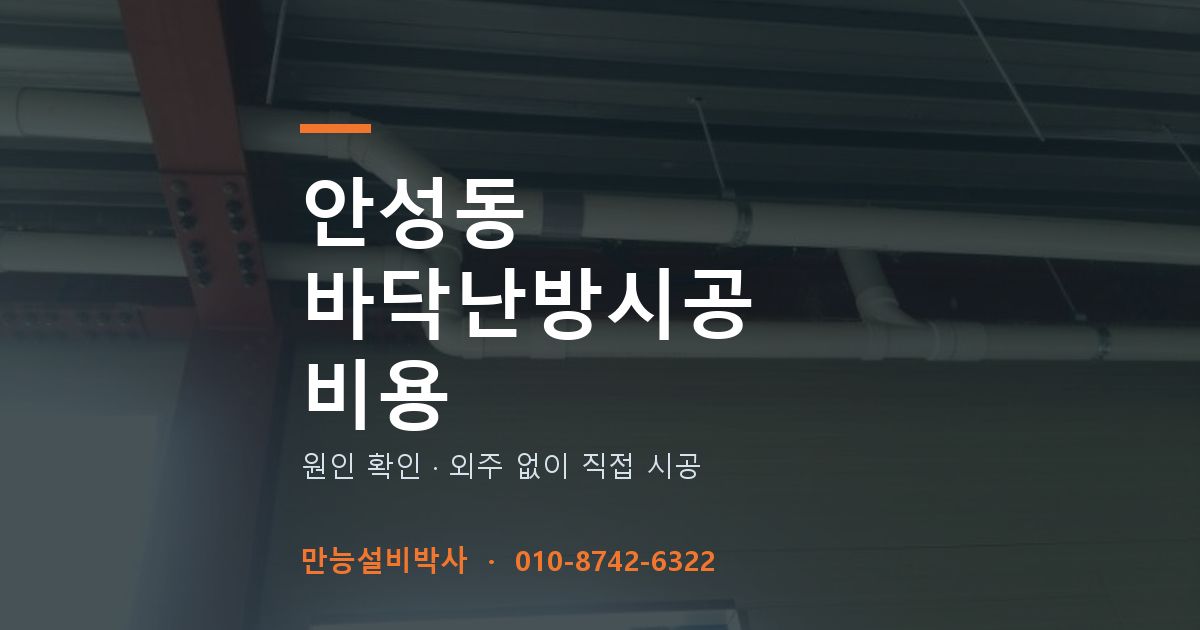 안성동
바닥난방시공
비용
원인 확인 · 외주 없이 직접 시공
만능설비박사 · 010-8742-6322